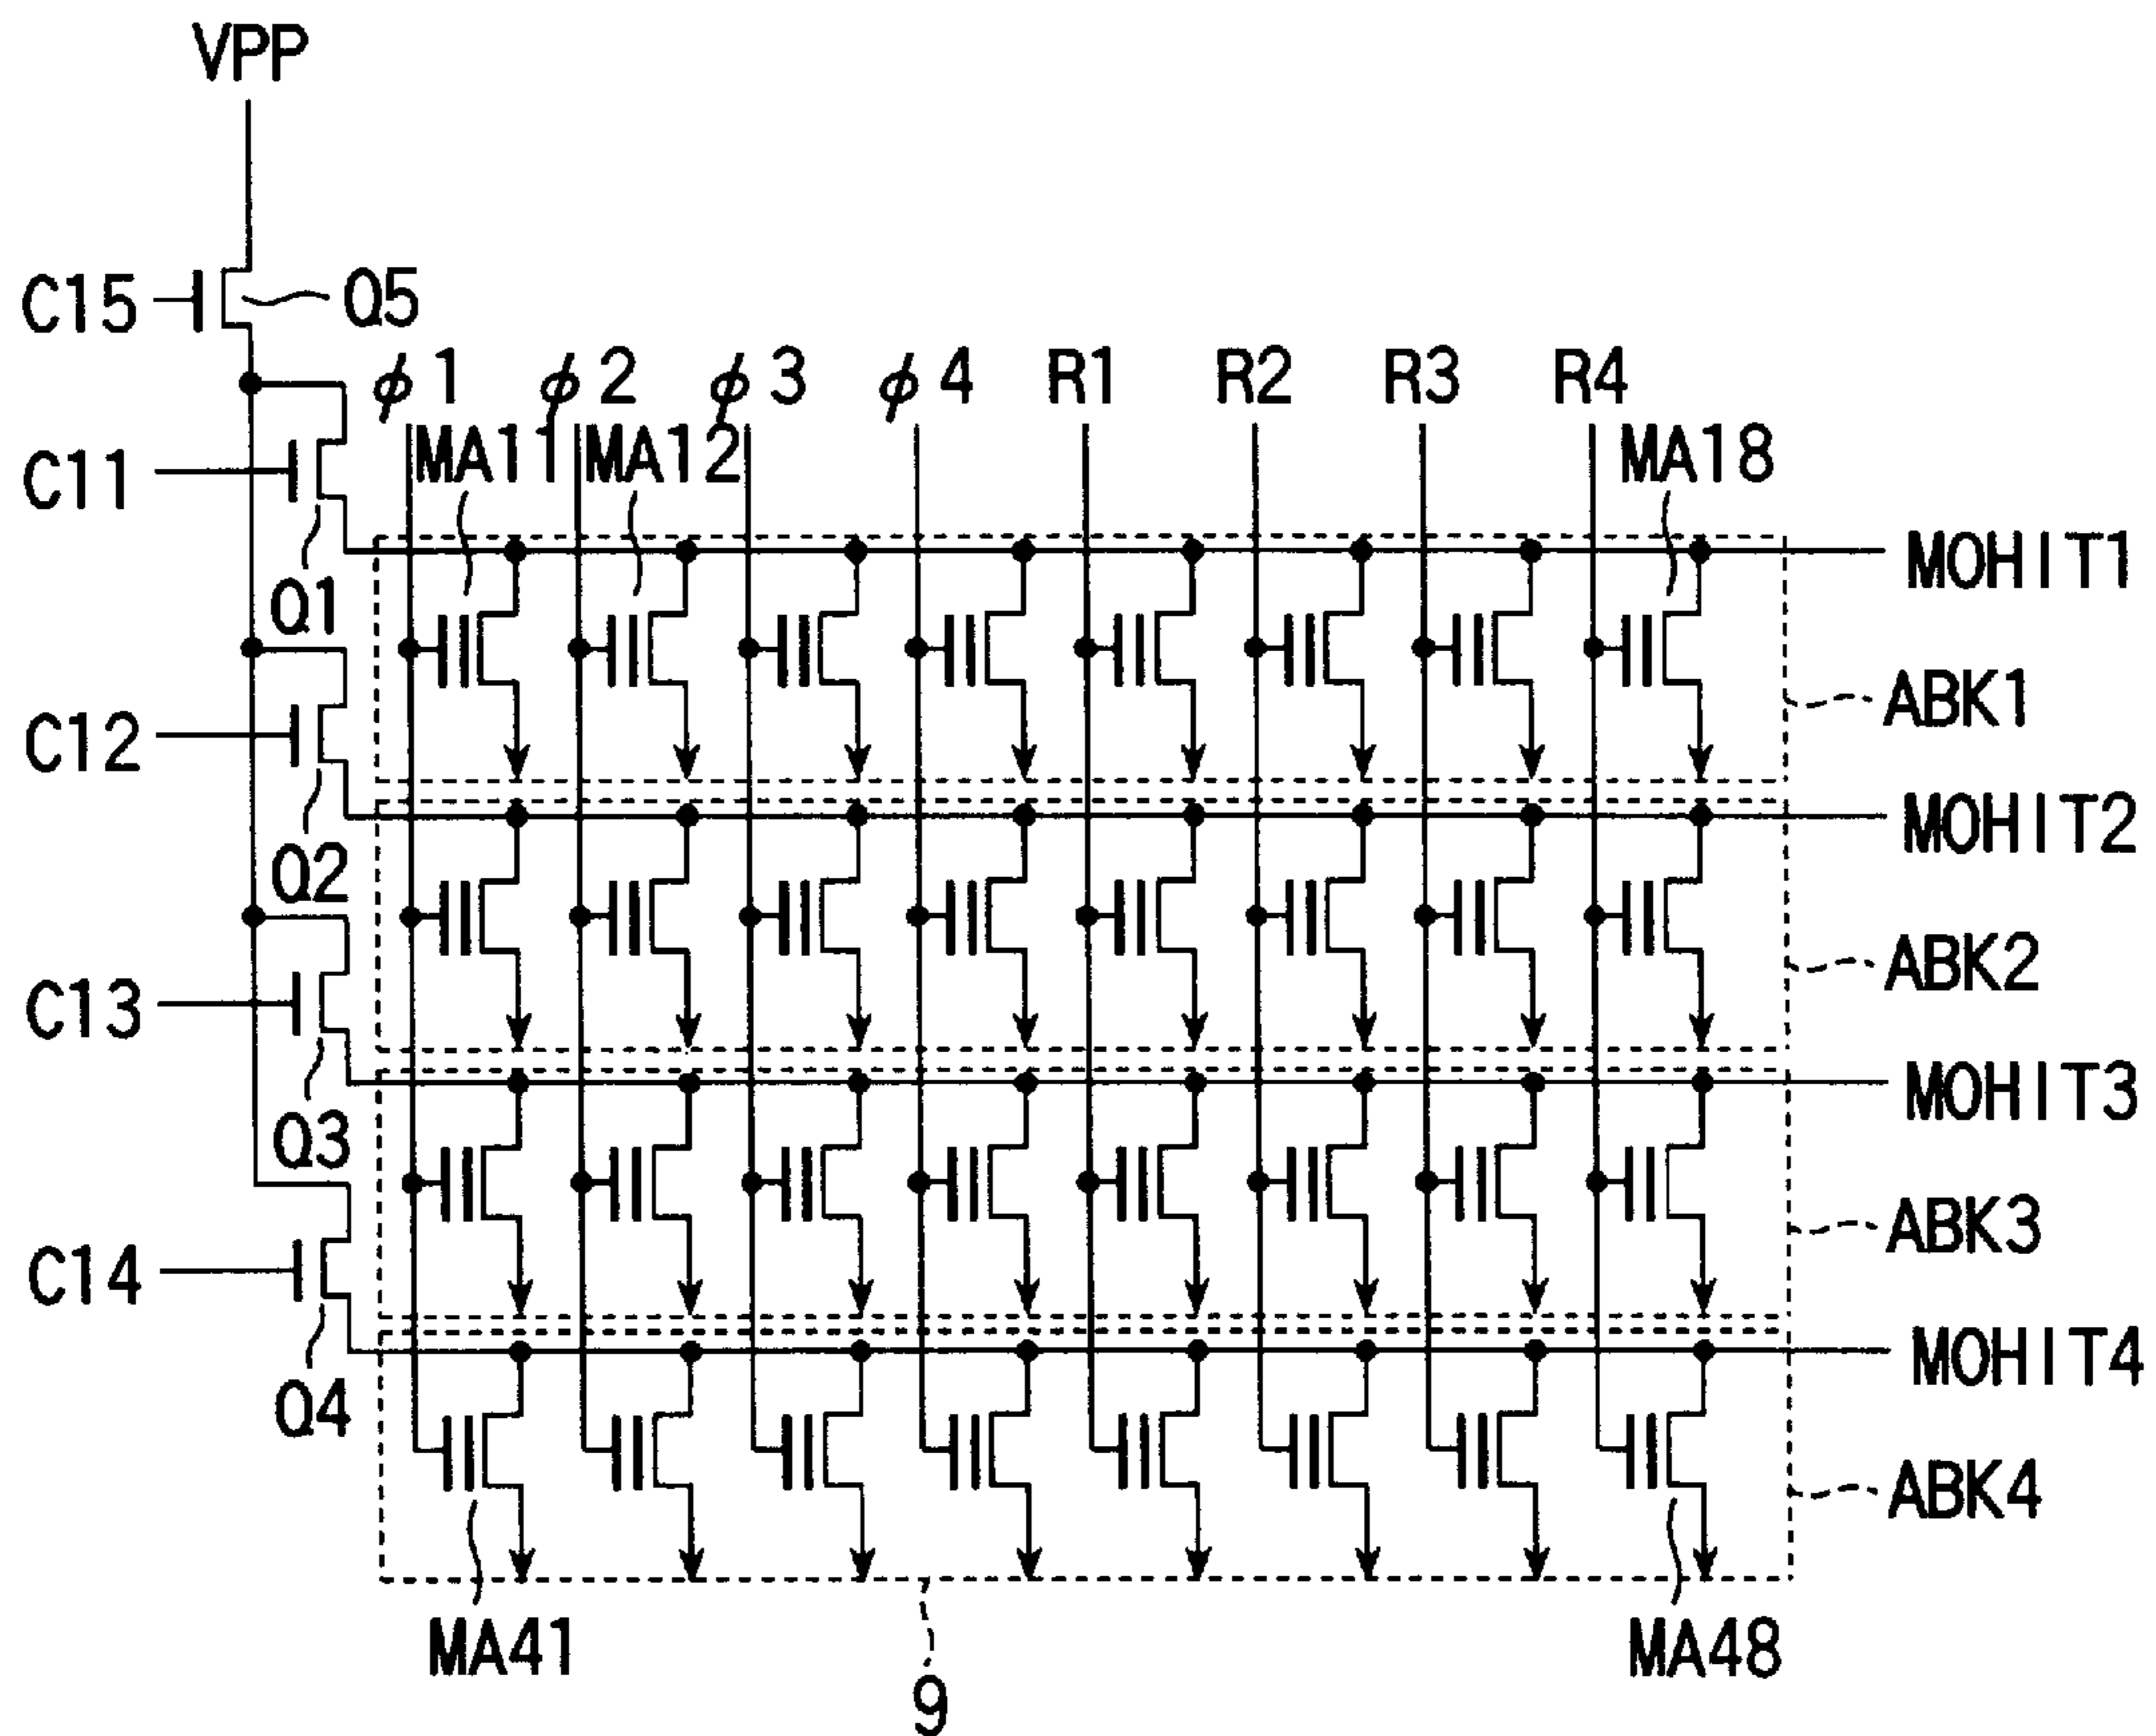 VPP
C15
Q5
φ1 φ2 φ3 φ4 R1 R2 R3 R4
C11
MA11 MA12 MA18
MOHIT1
Q1
ABK1
C12
MOHIT2
Q2
ABK2
C13
MOHIT3
Q3
ABK3
C14
MOHIT4
Q4
ABK4
MA41 MA48
9